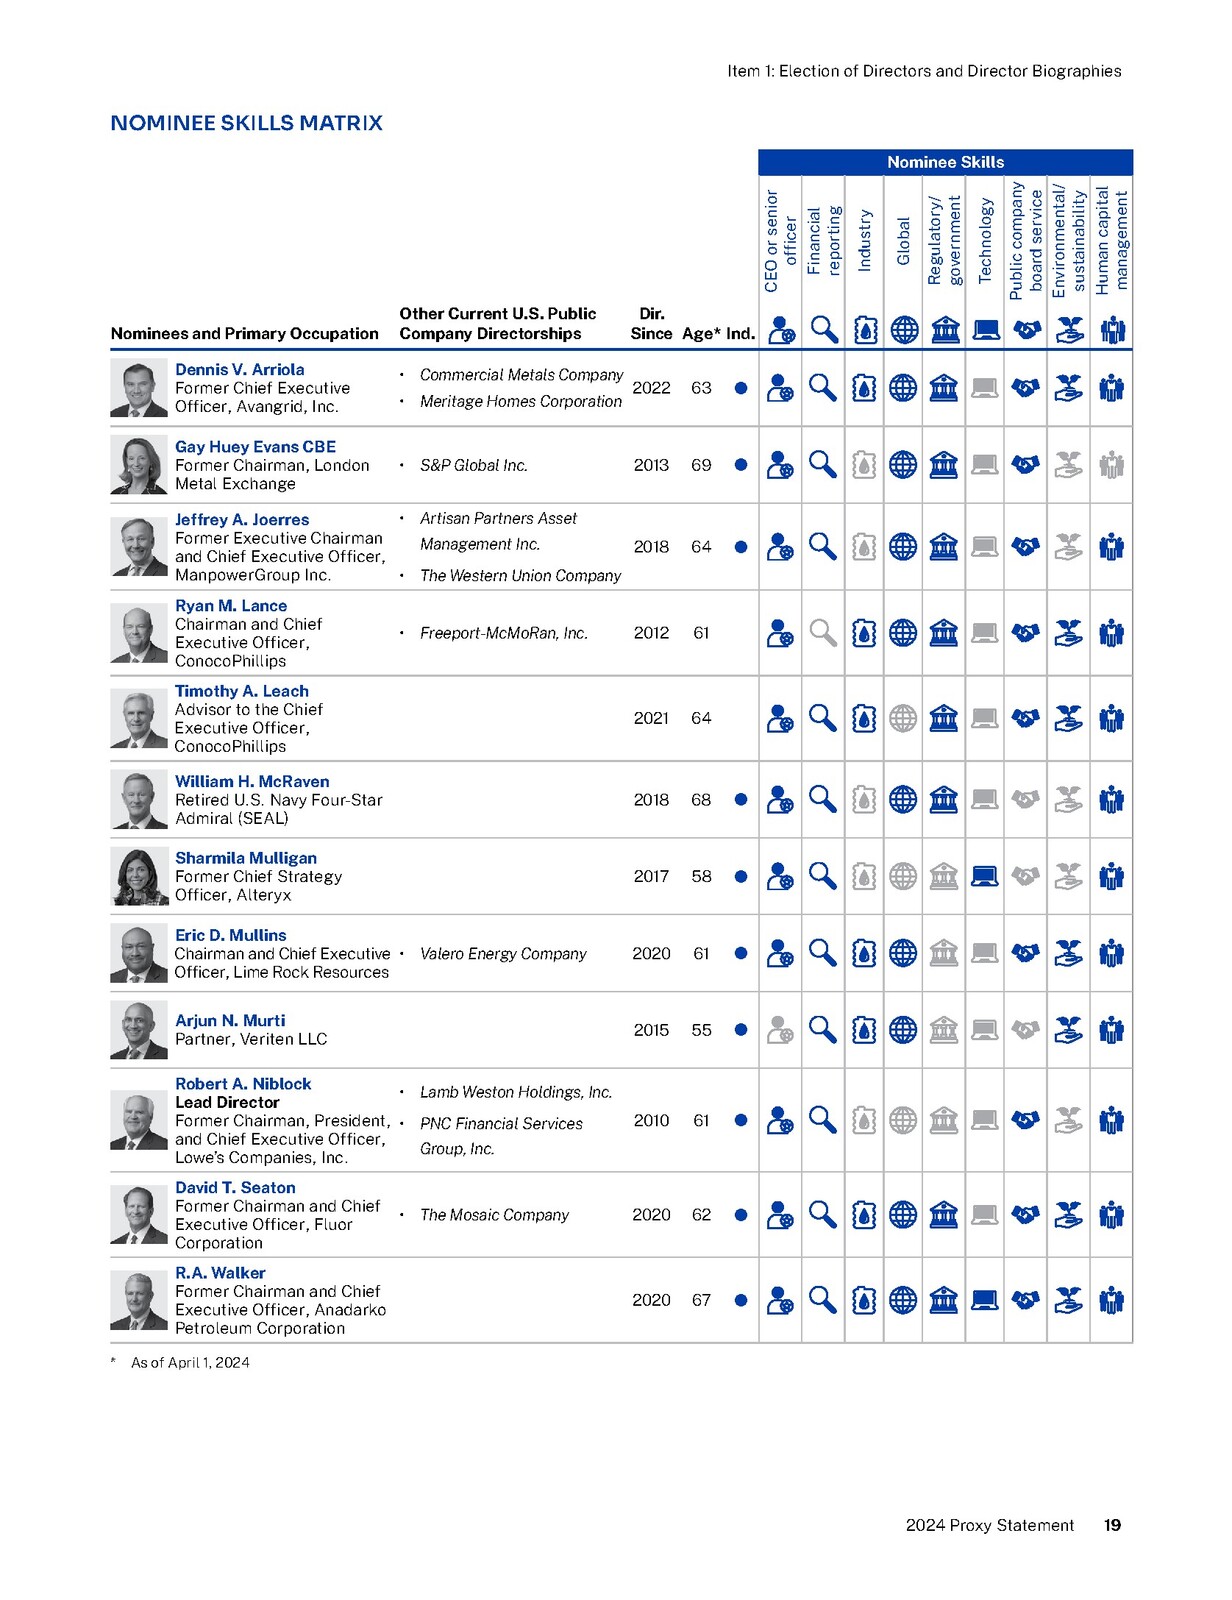 Item 1: Election of Directors and Director Biographies
NOMINEE SKILLS MATRIX
Nominee Skills
CEO or senior
officer
Financial
reporting
Industry
Global
Regulatory/
government
Technology
Public company
board service
Environmental/
sustainability
Human capital
management
Other Current U.S. Public Dir.
Nominees and Primary Occupation Company Directorships Since Age* Ind.
Dennis V. Arriola
Former Chief Executive
Officer, Avangrid, Inc.
• Commercial Metals Company
• Meritage Homes Corporation
2022 63 ●
Gay Huey Evans CBE
Former Chairman, London
Metal Exchange
• S&P Global Inc.
2013 69 ●
Jeffrey A. Joerres
Former Executive Chairman
and Chief Executive Officer,
ManpowerGroup Inc.
• Artisan Partners Asset
Management Inc.
• The Western Union Company
2018 64 ●
Ryan M. Lance
Chairman and Chief
Executive Officer,
ConocoPhillips
• Freeport-McMoRan, Inc.
2012 61
Timothy A. Leach
Advisor to the Chief
Executive Officer,
ConocoPhillips
2021 64
William H. McRaven
Retired U.S. Navy Four-Star
Admiral (SEAL)
2018 68 ●
Sharmila Mulligan
Former Chief Strategy
Officer, Alteryx
2017 58 ●
Eric D. Mullins
Chairman and Chief Executive
Officer, Lime Rock Resources
• Valero Energy Company
2020 61 ●
Arjun N. Murti
Partner, Veriten LLC
2015 55 ●
Robert A. Niblock
Lead Director
Former Chairman, President,
and Chief Executive Officer,
Lowe's Companies, Inc.
• Lamb Weston Holdings, Inc.
• PNC Financial Services
Group, Inc.
2010 61 ●
David T. Seaton
Former Chairman and Chief
Executive Officer, Fluor
Corporation
• The Mosaic Company
2020 62 ●
R.A. Walker
Former Chairman and Chief
Executive Officer, Anadarko
Petroleum Corporation
2020 67 ●
* As of April 1, 2024
2024 Proxy Statement 19